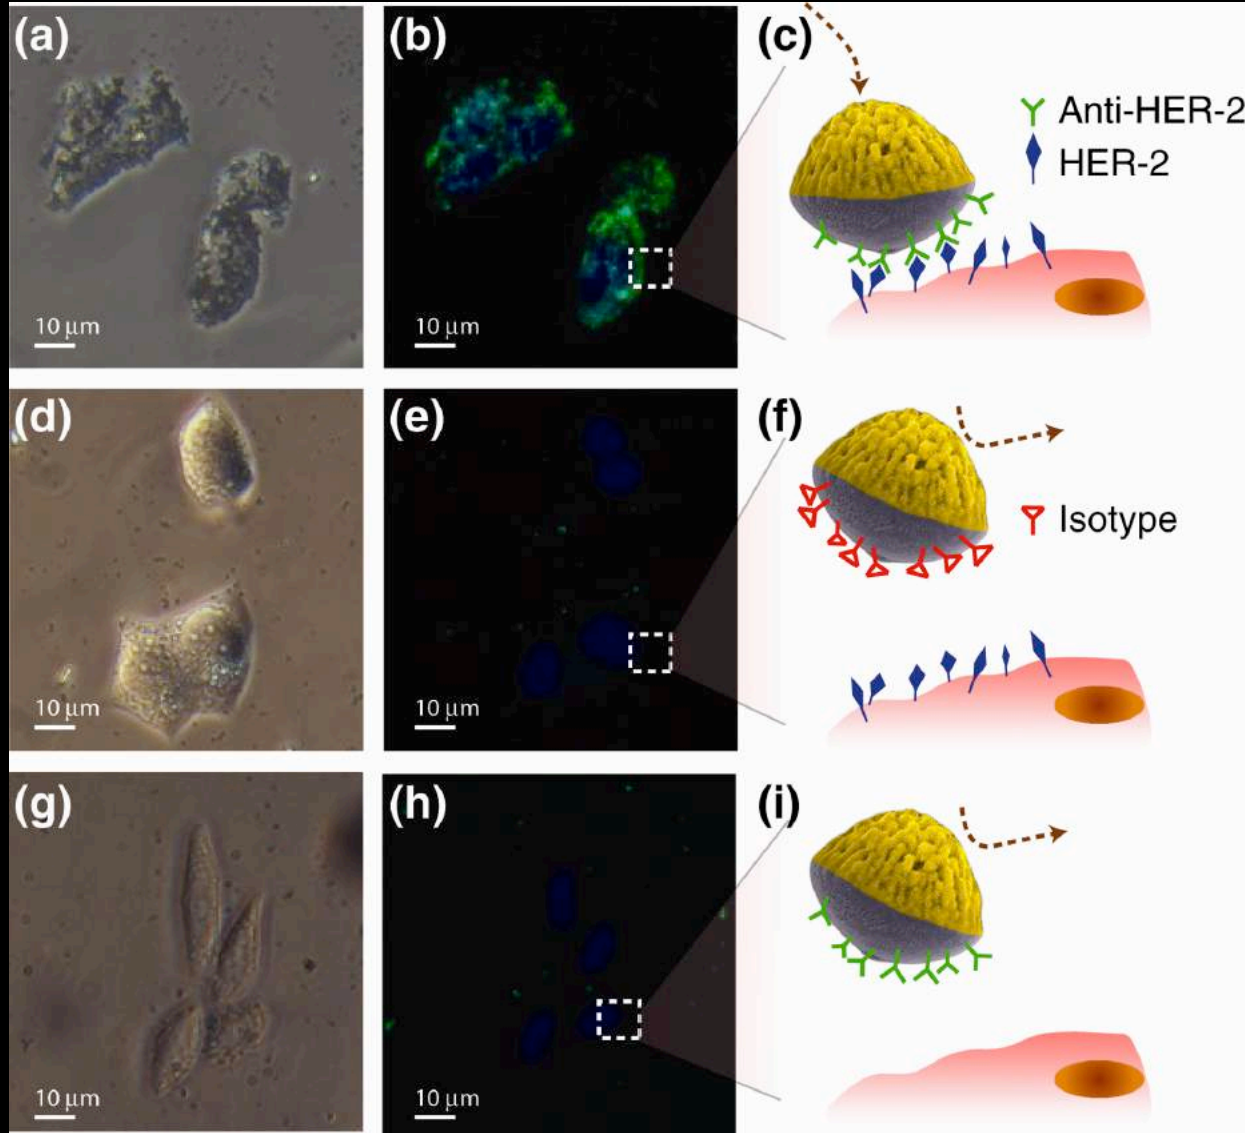 (a)
(b)
(c)
Anti-HER-2
HER-2
10 μm
10 μm
(d)
(e)
(f)
Isotype
10 μm
10 μm
(g)
(h)
(i)
10 μm
10 μm